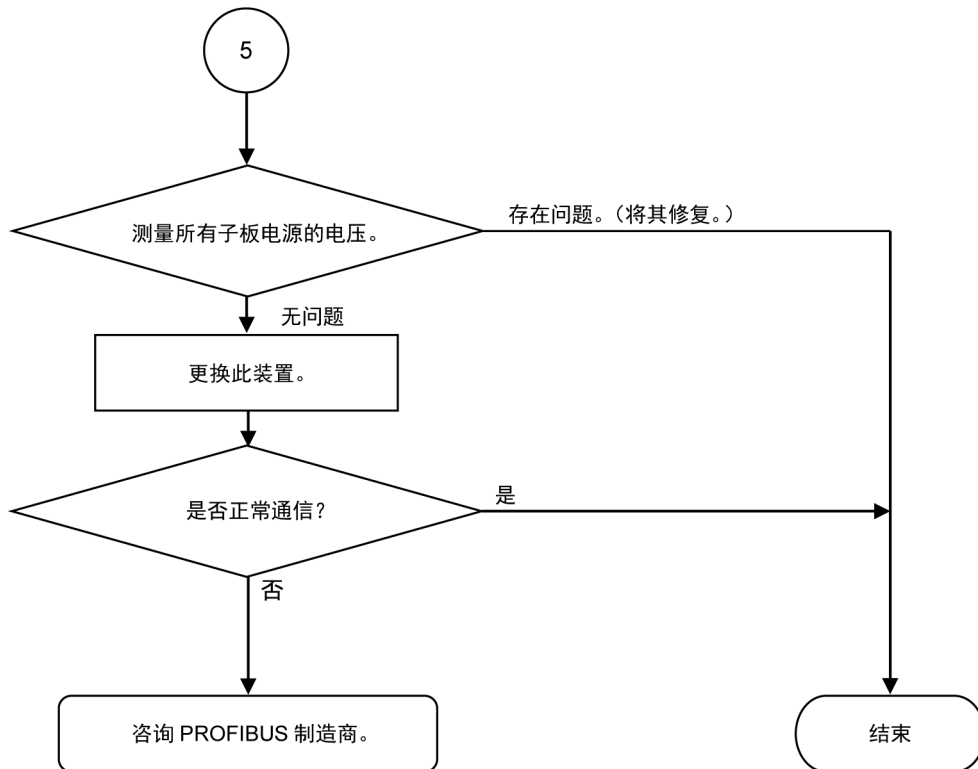 5
测量所有子板电源的电压。
存在问题。（将其修复。）
无问题
更换此装置。
是否正常通信？
是
否
咨询 PROFIBUS 制造商。
结束